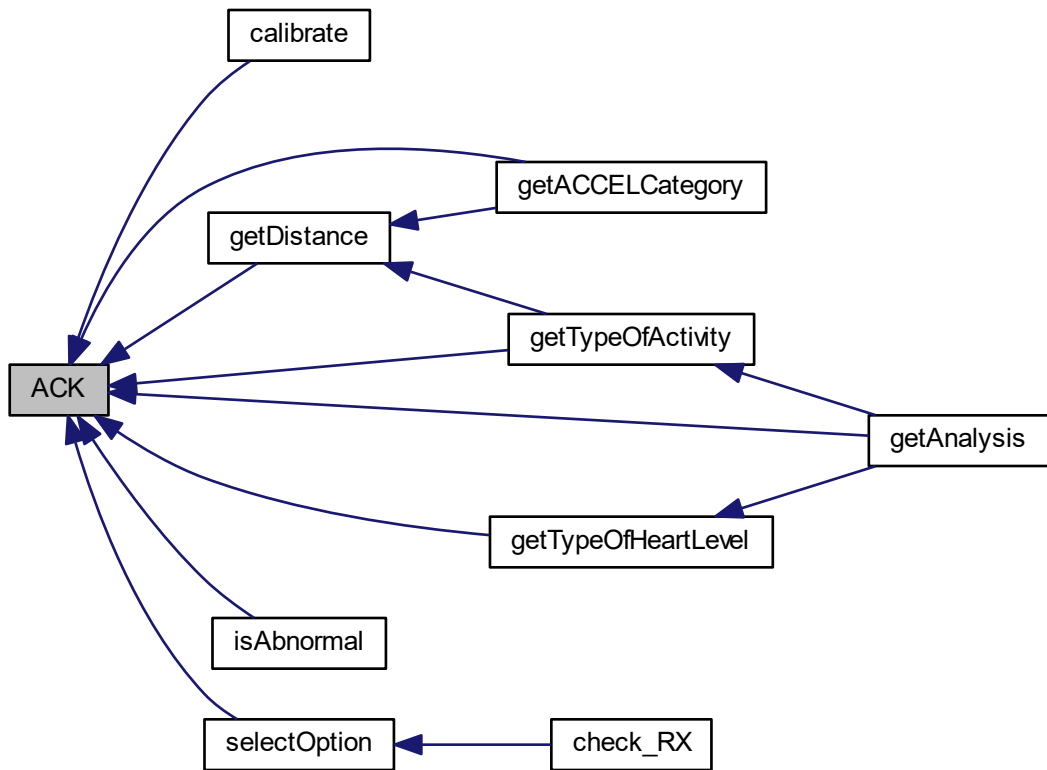 calibrate
getACCELCategory
getDistance
getTypeOfActivity
ACK
getAnalysis
getTypeOfHeartLevel
isAbnormal
selectOption
check_RX